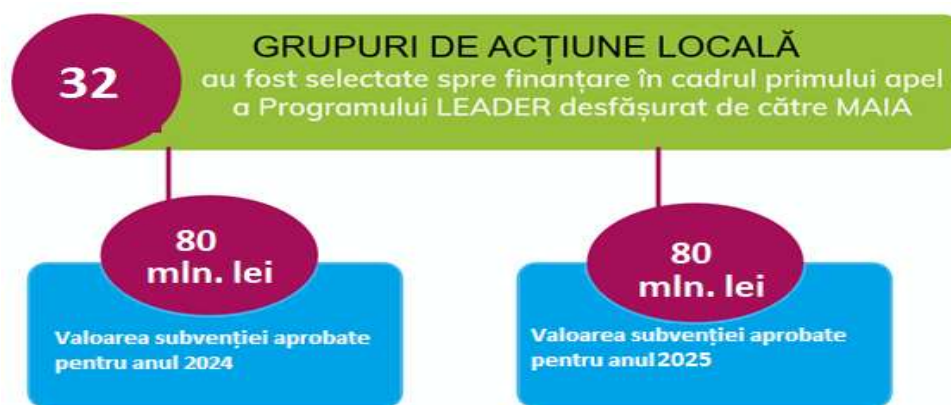 32
GRUPURI DE ACȚIUNE LOCALĂ
au fost selectate spre finanțare în cadrul primului apel
a Programului LEADER desfășurat de către MAIA
80
mln. lei
Valoarea subvenției aprobate
pentru anul 2024
80
mln. lei
Valoarea subvenției aprobate
pentru anul 2025